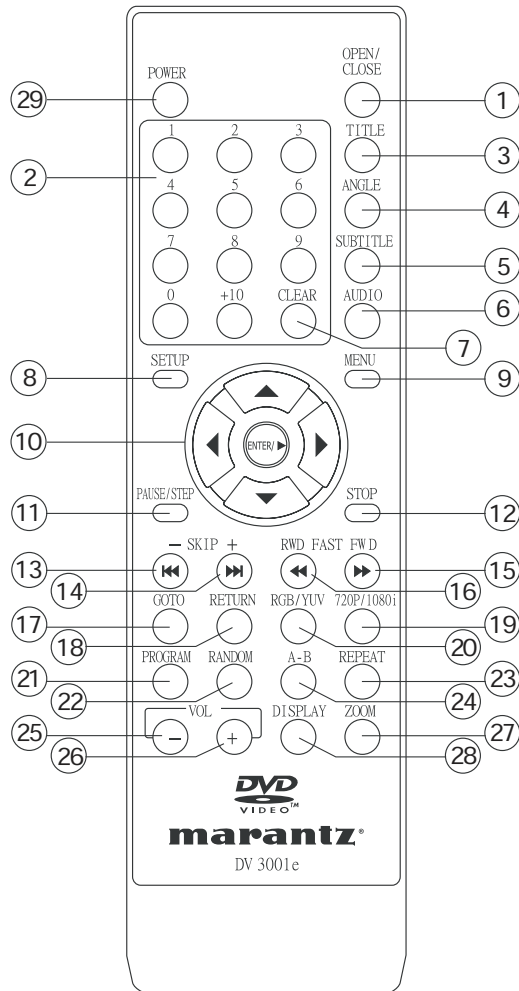 OPEN/
CLOSE
POWER
29
1
1 2 3 TITLE
2
3
4 5 6 ANGLE
4
7 8 9 SUBTITLE
5
0 +10 CLEAR AUDIO
6
7
SETUP MENU
8
9
10
ENTER/
PAUSE/STEP STOP
11
12
− SKIP + RWD FAST FWD
13
15
14
16
GOTO RETURN RGB/YUV 720P/1080i
17
19
18
20
PROGRAM RANDOM A-B REPEAT
21
23
22
24
VOL DISPLAY ZOOM
25
− +
27
26
28
DVD
VIDEO™
marantz®
DV 3001e